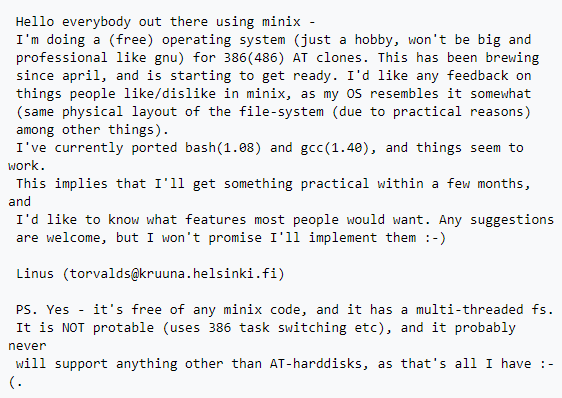 Hello everybody out there using minix -
I'm doing a (free) operating system (just a hobby, won't be big and
professional like gnu) for 386(486) AT clones. This has been brewing
since april, and is starting to get ready. I'd like any feedback on
things people like/dislike in minix, as my OS resembles it somewhat
(same physical layout of the file-system (due to practical reasons)
among other things).
I've currently ported bash(1.08) and gcc(1.40), and things seem to
work.
This implies that I'll get something practical within a few months,
and
I'd like to know what features most people would want. Any suggestions
are welcome, but I won't promise I'll implement them :-)
Linus (torvalds@kruuna.helsinki.fi)
PS. Yes - it's free of any minix code, and it has a multi-threaded fs.
It is NOT protable (uses 386 task switching etc), and it probably
never
will support anything other than AT-harddisks, as that's all I have :-
(.